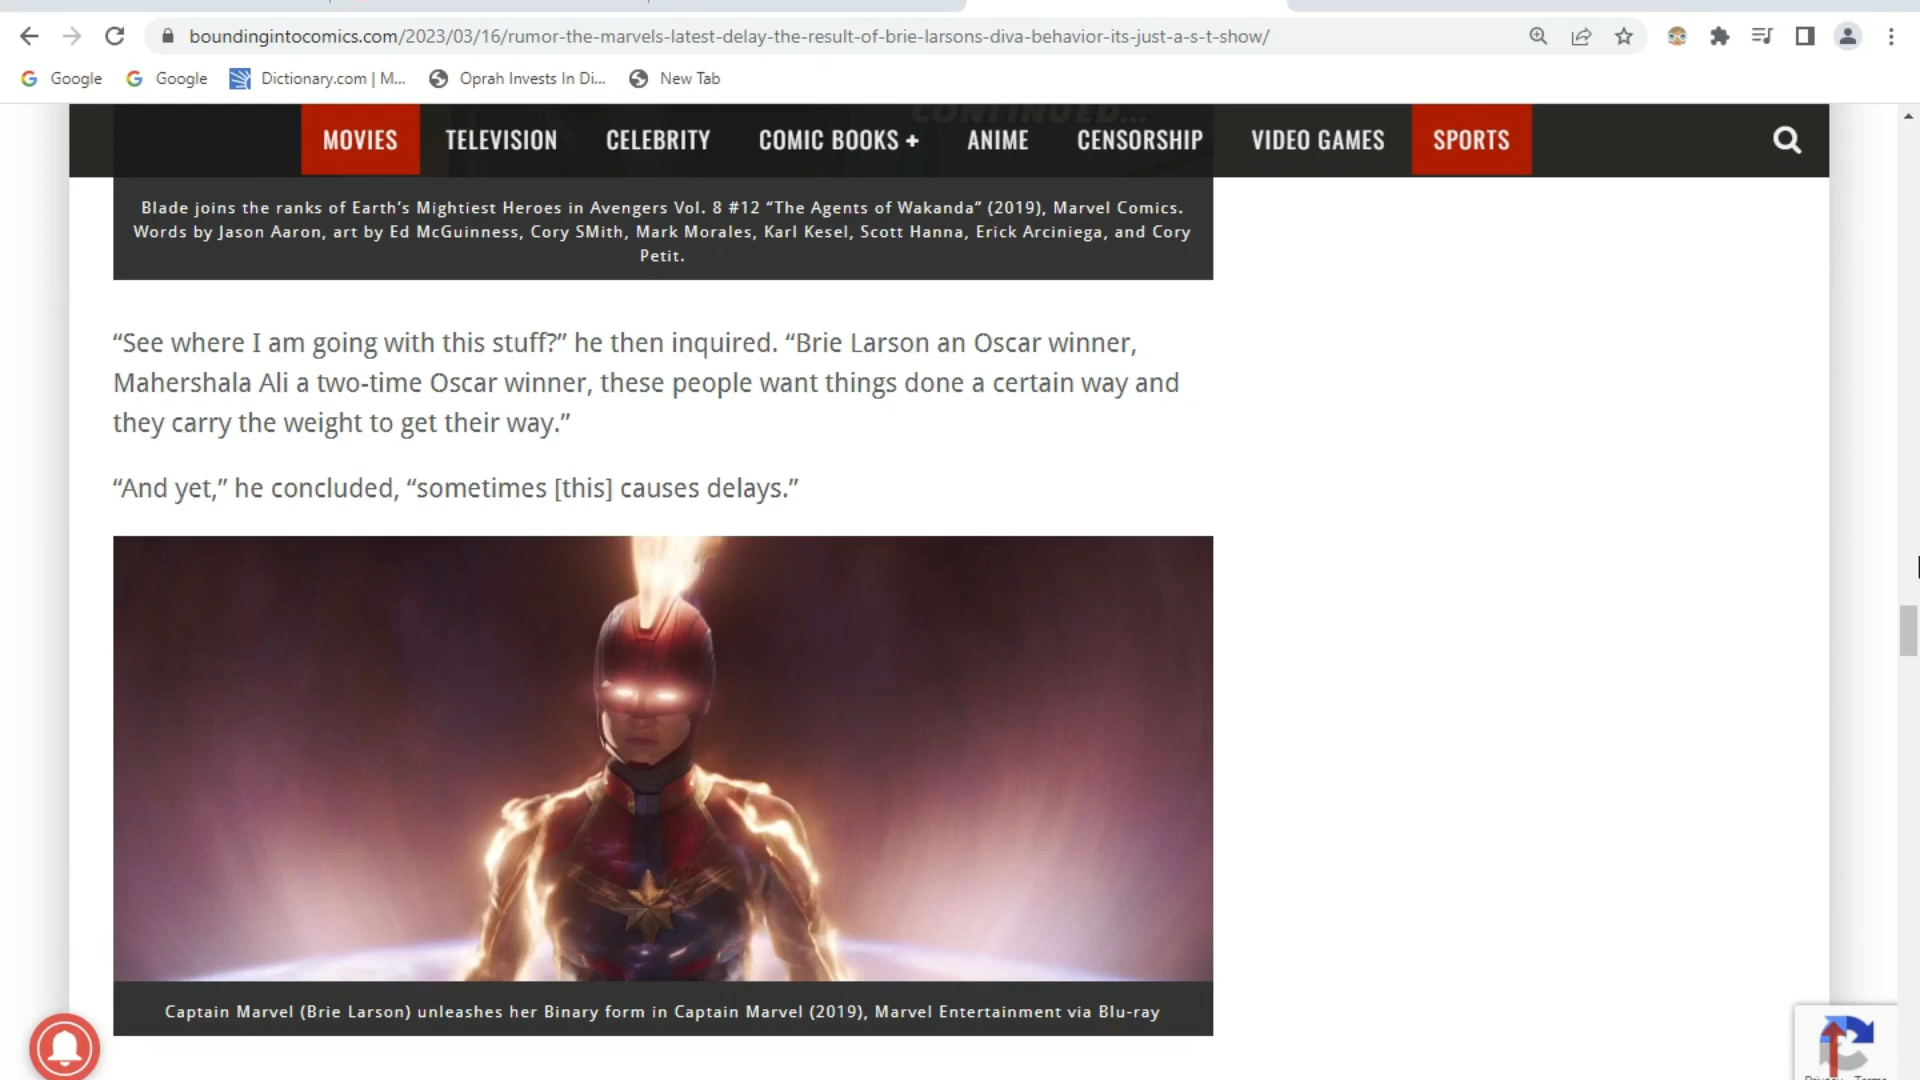 boundingintocomics.com/2023/03/16/rumor-the-marvels-latest-delay-the-result-of-brie-larsons-diva-behavior-its-just-a-s-t-show/
Google Google Dictionary.com | M... Oprah Invests In Di... New Tab
CONTINUED...
MOVIES TELEVISION CELEBRITY COMIC BOOKS + ANIME CENSORSHIP VIDEO GAMES SPORTS
Blade joins the ranks of Earth’s Mightiest Heroes in Avengers Vol. 8 #12 “The Agents of Wakanda” (2019), Marvel Comics.
Words by Jason Aaron, art by Ed McGuinness, Cory SMith, Mark Morales, Karl Kesel, Scott Hanna, Erick Arciniega, and Cory
Petit.
“See where I am going with this stuff?” he then inquired. “Brie Larson an Oscar winner,
Mahershala Ali a two-time Oscar winner, these people want things done a certain way and
they carry the weight to get their way.”
“And yet,” he concluded, “sometimes [this] causes delays.”
Captain Marvel (Brie Larson) unleashes her Binary form in Captain Marvel (2019), Marvel Entertainment via Blu-ray